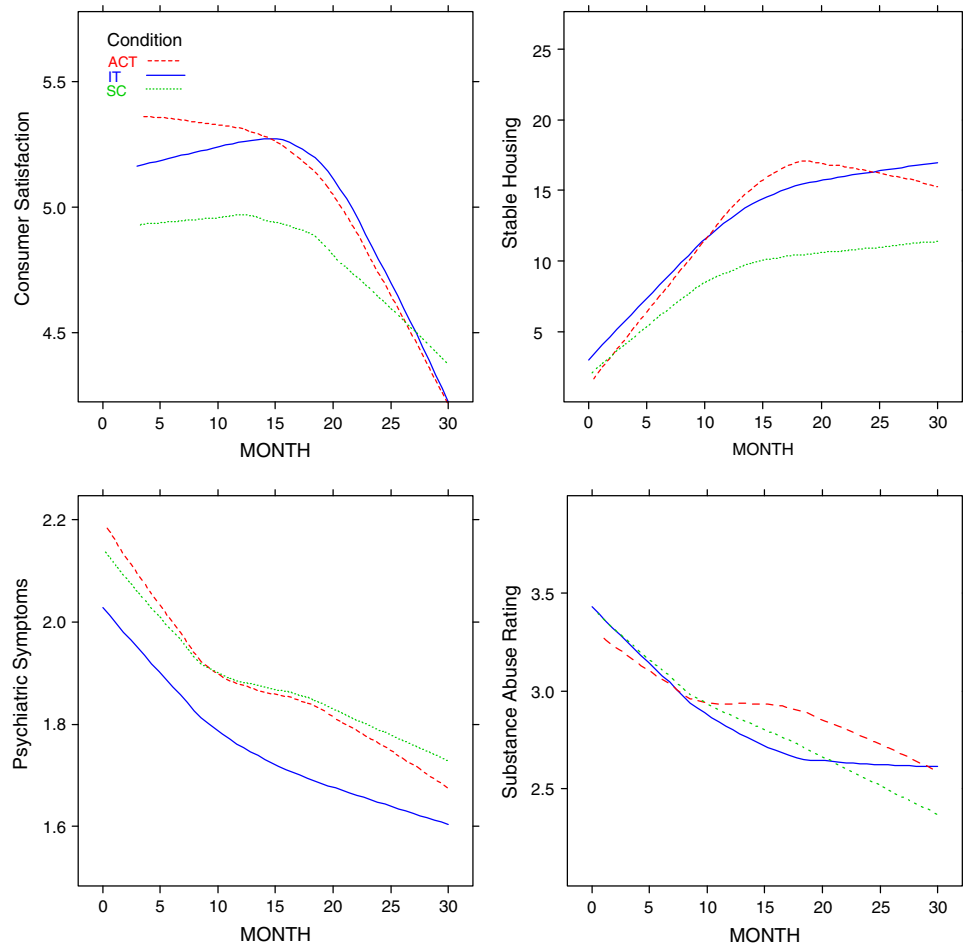 Condition
ACT
IT
SC
5.5
5.0
4.5
Consumer Satisfaction
0 5 10 15 20 25 30
MONTH
25
20
15
10
5
Stable Housing
0 5 10 15 20 25 30
MONTH
2.2
2.0
1.8
1.6
Psychiatric Symptoms
0 5 10 15 20 25 30
MONTH
3.5
3.0
2.5
Substance Abuse Rating
0 5 10 15 20 25 30
MONTH